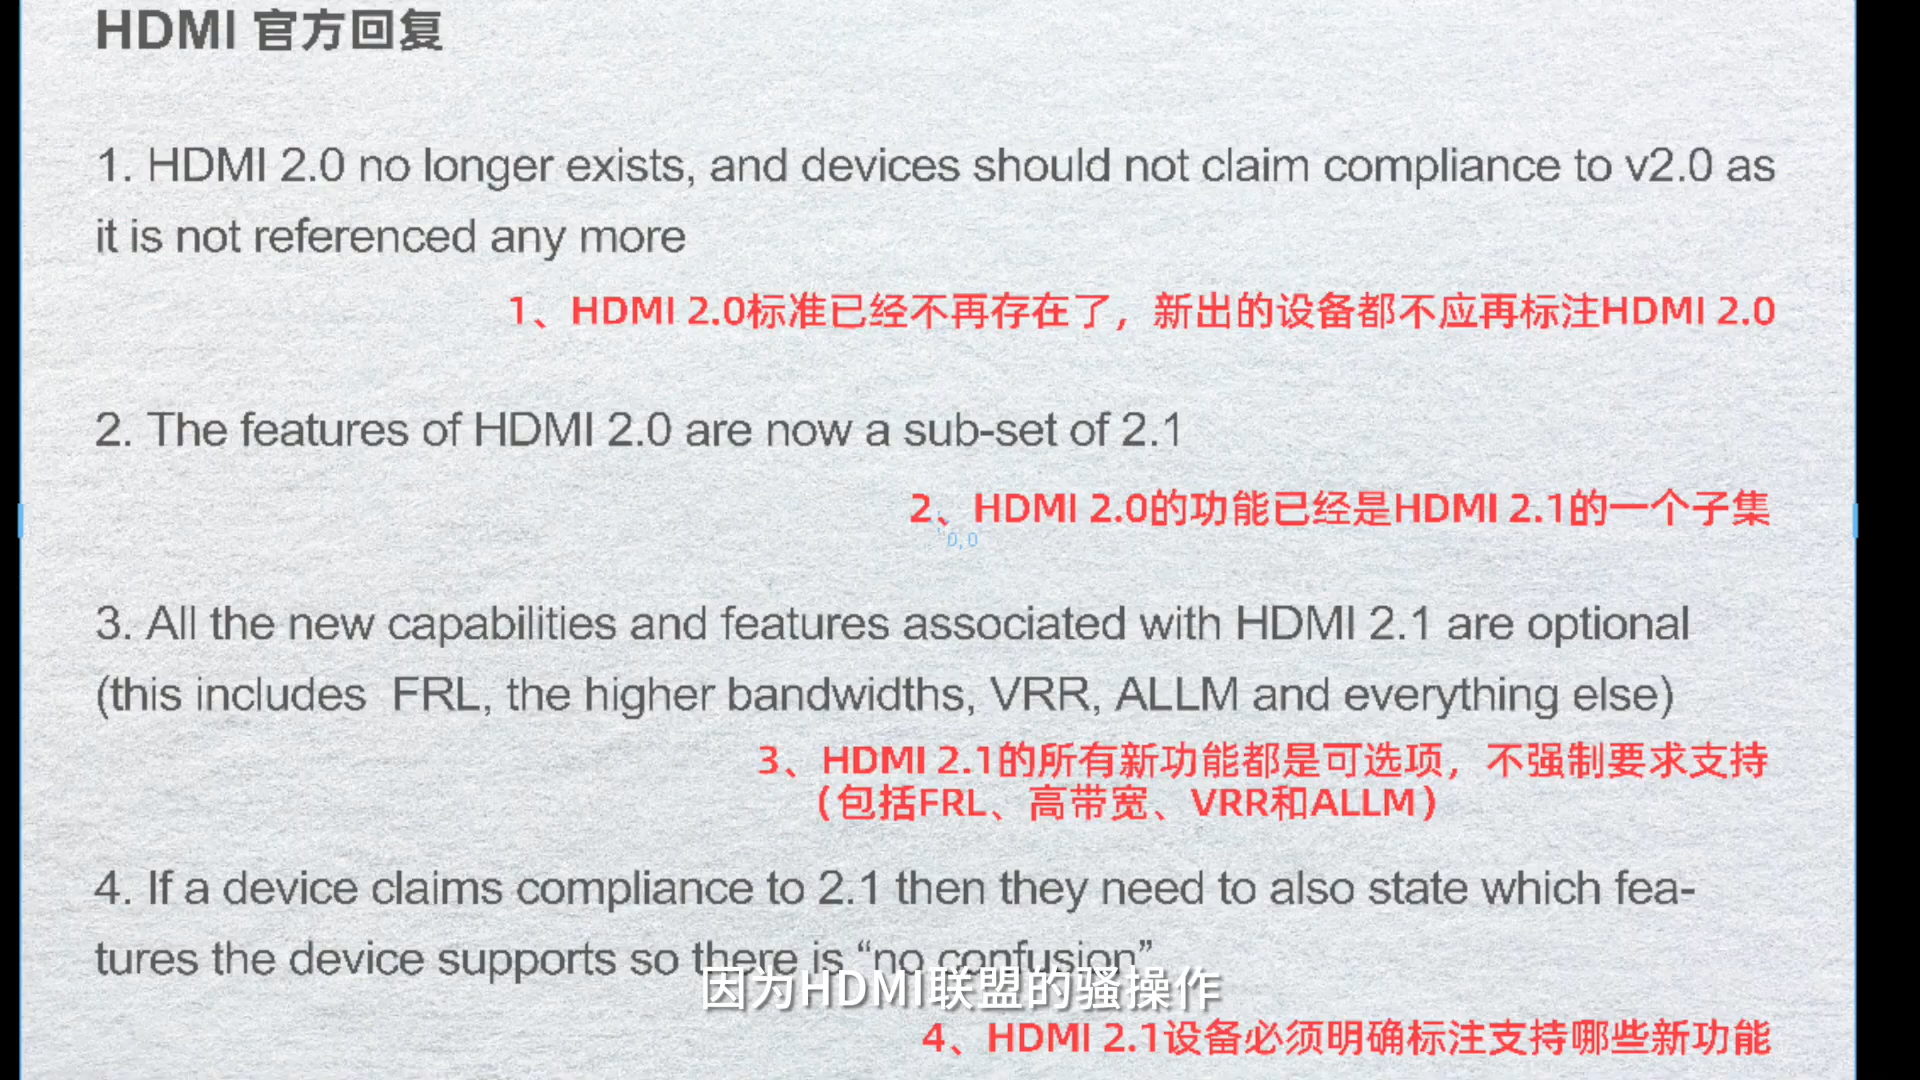 HDMI 官方回复
1. HDMI 2.0 no longer exists, and devices should not claim compliance to v2.0 as
it is not referenced any more
1、HDMI 2.0标准已经不再存在了，新出的设备都不应再标注HDMI 2.0
2. The features of HDMI 2.0 are now a sub-set of 2.1
2、HDMI 2.0的功能已经是HDMI 2.1的一个子集
0, 0
3. All the new capabilities and features associated with HDMI 2.1 are optional
(this includes FRL, the higher bandwidths, VRR, ALLM and everything else)
3、HDMI 2.1的所有新功能都是可选项，不强制要求支持
（包括FRL、高带宽、VRR和ALLM）
4. If a device claims compliance to 2.1 then they need to also state which fea-
tures the device supports so there is “no confusion”
因为HDMI联盟的骚操作
4、HDMI 2.1设备必须明确标注支持哪些新功能